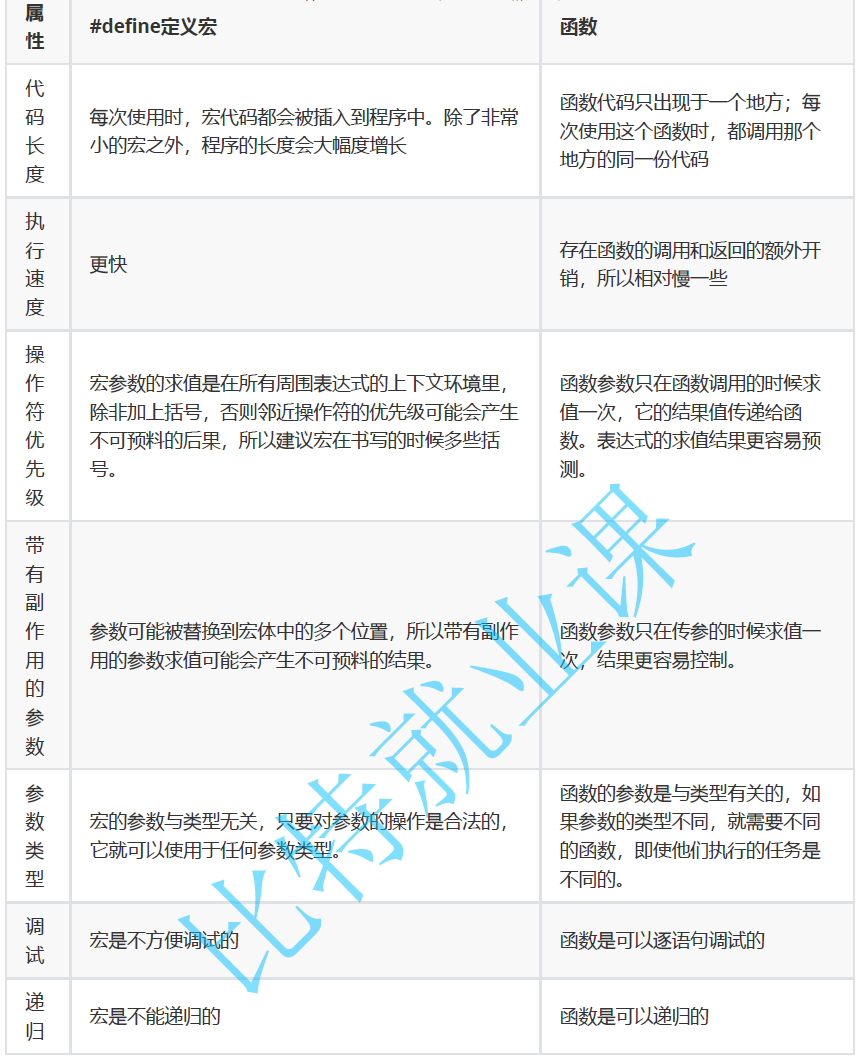 属
性
#define定义宏
函数
代
码
长
度
每次使用时，宏代码都会被插入到程序中。除了非常
小的宏之外，程序的长度会大幅度增长
函数代码只出现于一个地方；每
次使用这个函数时，都调用那个
地方的同一份代码
执
行
速
度
更快
存在函数的调用和返回的额外开
销，所以相对慢一些
操
作
符
优
先
级
宏参数的求值是在所有周围表达式的上下文环境里，
除非加上括号，否则邻近操作符的优先级可能会产生
不可预料的后果，所以建议宏在书写的时候多些括
号。
函数参数只在函数调用的时候求
值一次，它的结果值传递给函
数。表达式的求值结果更容易预
测。
带
有
副
作
用
的
参
数
参数可能被替换到宏体中的多个位置，所以带有副作
用的参数求值可能会产生不可预料的结果。
函数参数只在传参的时候求值一
次，结果更容易控制。
参
数
类
型
宏的参数与类型无关，只要对参数的操作是合法的，
它就可以使用于任何参数类型。
函数的参数是与类型有关的，如
果参数的类型不同，就需要不同
的函数，即使他们执行的任务是
不同的。
调
试
宏是不方便调试的
函数是可以逐语句调试的
递
归
宏是不能递归的
函数是可以递归的
比特就业课